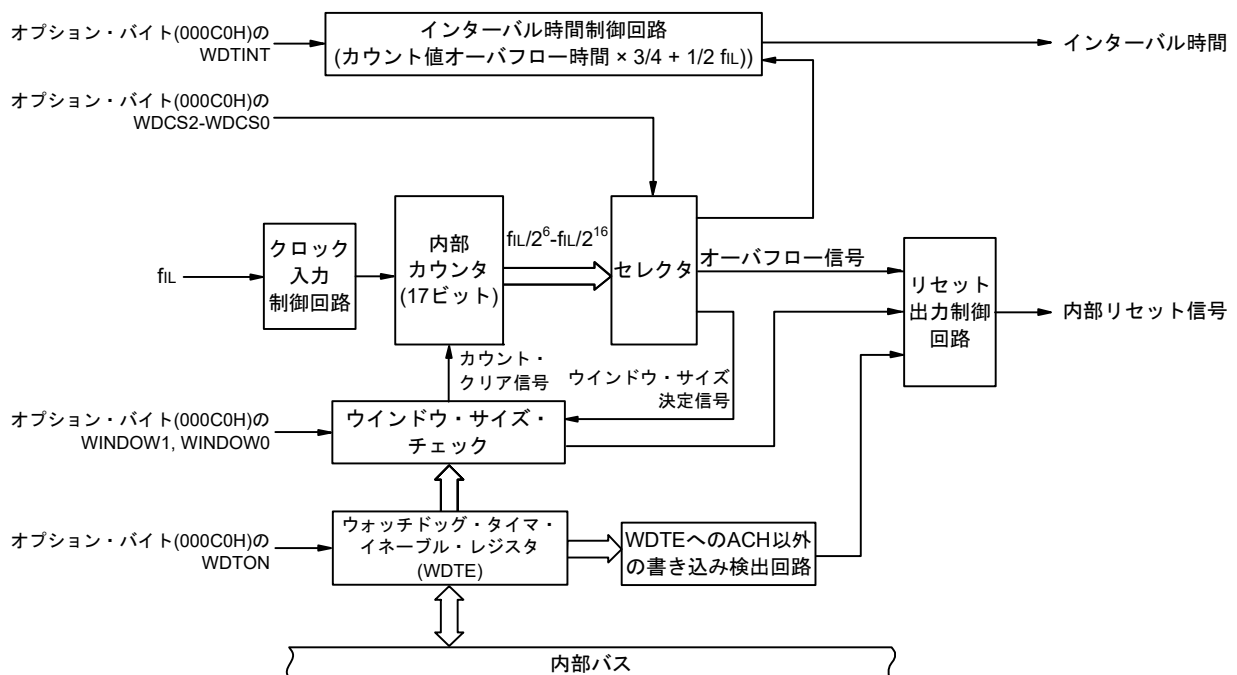 オプション・バイト(000C0H)の
WDTINT
インターバル時間制御回路
(カウント値オーバフロー時間 × 3/4 + 1/2 fIL))
インターバル時間
オプション・バイト(000C0H)の
WDCS2-WDCS0
fIL
クロック
入力
制御回路
内部
カウンタ
(17ビット)
fIL/2^6-fIL/2^16
セレクタ
オーバフロー信号
リセット
出力制御
回路
内部リセット信号
カウント・
クリア信号
ウインドウ・サイズ
決定信号
オプション・バイト(000C0H)の
WINDOW1, WINDOW0
ウインドウ・サイズ・
チェック
オプション・バイト(000C0H)の
WDTON
ウォッチドッグ・タイマ・
イネーブル・レジスタ
(WDTE)
WDTEへのACH以外
の書き込み検出回路
内部バス